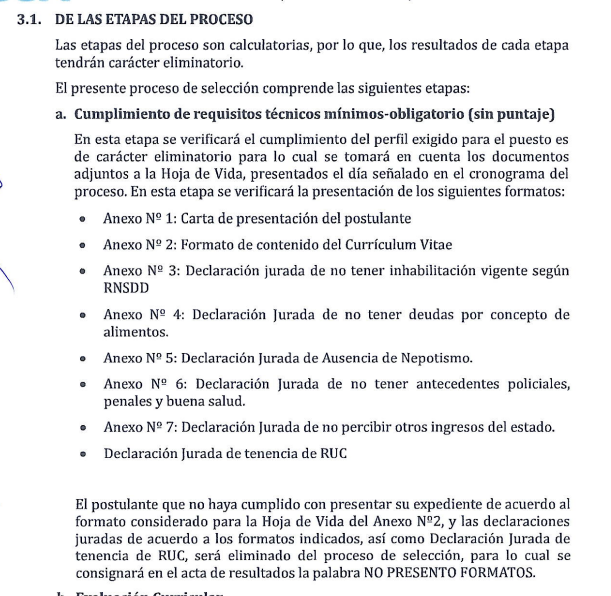 3.1. DE LAS ETAPAS DEL PROCESO
Las etapas del proceso son calculatorias, por lo que, los resultados de cada etapa
tendrán carácter eliminatorio.
El presente proceso de selección comprende las siguientes etapas:
a. Cumplimiento de requisitos técnicos mínimos-obligatorio (sin puntaje)
En esta etapa se verificará el cumplimiento del perfil exigido para el puesto es
de carácter eliminatorio para lo cual se tomará en cuenta los documentos
adjuntos a la Hoja de Vida, presentados el día señalado en el cronograma del
proceso. En esta etapa se verificará la presentación de los siguientes formatos:
• Anexo Nº 1: Carta de presentación del postulante
• Anexo Nº 2: Formato de contenido del Currículum Vitae
• Anexo Nº 3: Declaración jurada de no tener inhabilitación vigente según
RNSDD
• Anexo Nº 4: Declaración Jurada de no tener deudas por concepto de
alimentos.
• Anexo Nº 5: Declaración Jurada de Ausencia de Nepotismo.
• Anexo Nº 6: Declaración Jurada de no tener antecedentes policiales,
penales y buena salud.
• Anexo Nº 7: Declaración Jurada de no percibir otros ingresos del estado.
• Declaración Jurada de tenencia de RUC
El postulante que no haya cumplido con presentar su expediente de acuerdo al
formato considerado para la Hoja de Vida del Anexo Nº2, y las declaraciones
juradas de acuerdo a los formatos indicados, así como Declaración Jurada de
tenencia de RUC, será eliminado del proceso de selección, para lo cual se
consignará en el acta de resultados la palabra NO PRESENTO FORMATOS.
b. Evaluación Curricular